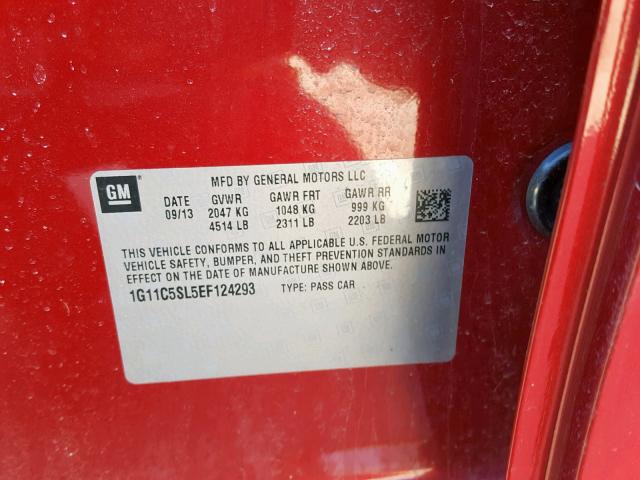 GM
MFD BY GENERAL MOTORS LLC
DATE GVWR GAWR FRT GAWR RR
09/13 2047 KG 1048 KG 999 KG
4514 LB 2311 LB 2203 LB
THIS VEHICLE CONFORMS TO ALL APPLICABLE U.S. FEDERAL MOTOR
VEHICLE SAFETY, BUMPER, AND THEFT PREVENTION STANDARDS IN
EFFECT ON THE DATE OF MANUFACTURE SHOWN ABOVE.
1G11C5SL5EF124293 TYPE: PASS CAR